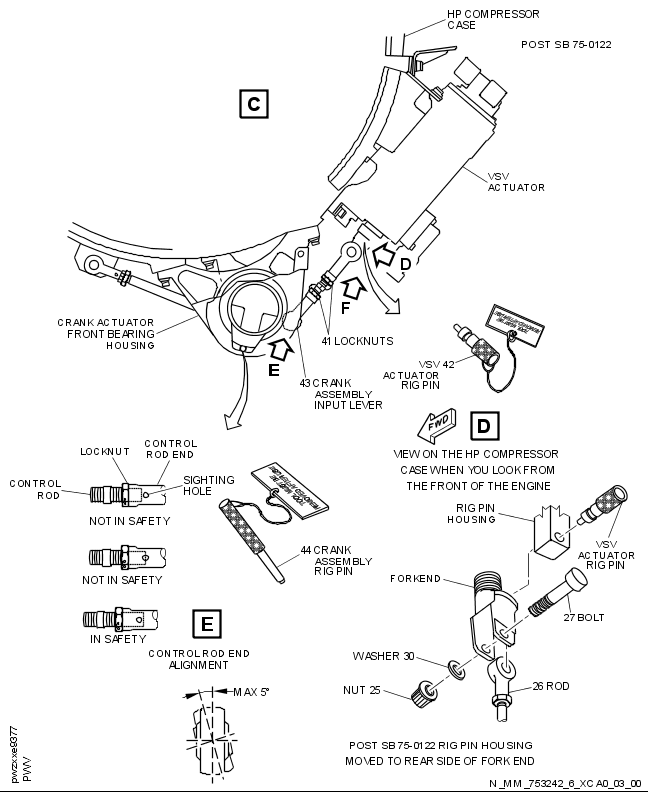 HP COMPRESSOR
CASE
POST SB 75-0122
C
VSV
ACTUATOR
D
F
CRANK ACTUATOR
FRONT BEARING
HOUSING
41 LOCKNUTS
E
43 CRANK
ASSEMBLY
INPUT LEVER
VSV 42
ACTUATOR
RIG PIN
FWD
D
VIEW ON THE HP COMPRESSOR
CASE WHEN YOU LOOK FROM
THE FRONT OF THE ENGINE
LOCKNUT
CONTROL
ROD END
CONTROL
ROD
SIGHTING
HOLE
NOT IN SAFETY
NOT IN SAFETY
IN SAFETY
44 CRANK
ASSEMBLY
RIG PIN
E
CONTROL ROD END
ALIGNMENT
MAX 5°
RIG PIN
HOUSING
VSV
ACTUATOR
RIG PIN
FORKEND
27 BOLT
WASHER 30
NUT 25
26 ROD
POST SB 75-0122 RIG PIN HOUSING
MOVED TO REAR SIDE OF FORK END
pwzxxe9377
PWV
N_MM_753242_6_XCA0_03_00